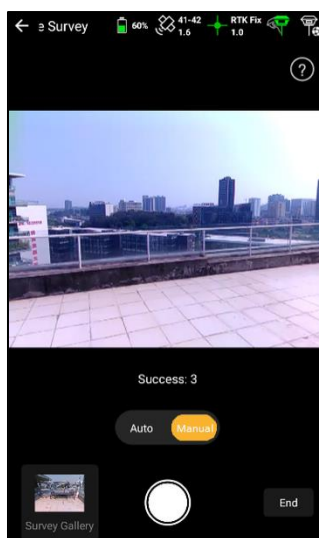 e Survey 60% 41-42 RTK Fix
1.6 1.0
?
Success: 3
Auto Manual
Survey Gallery End